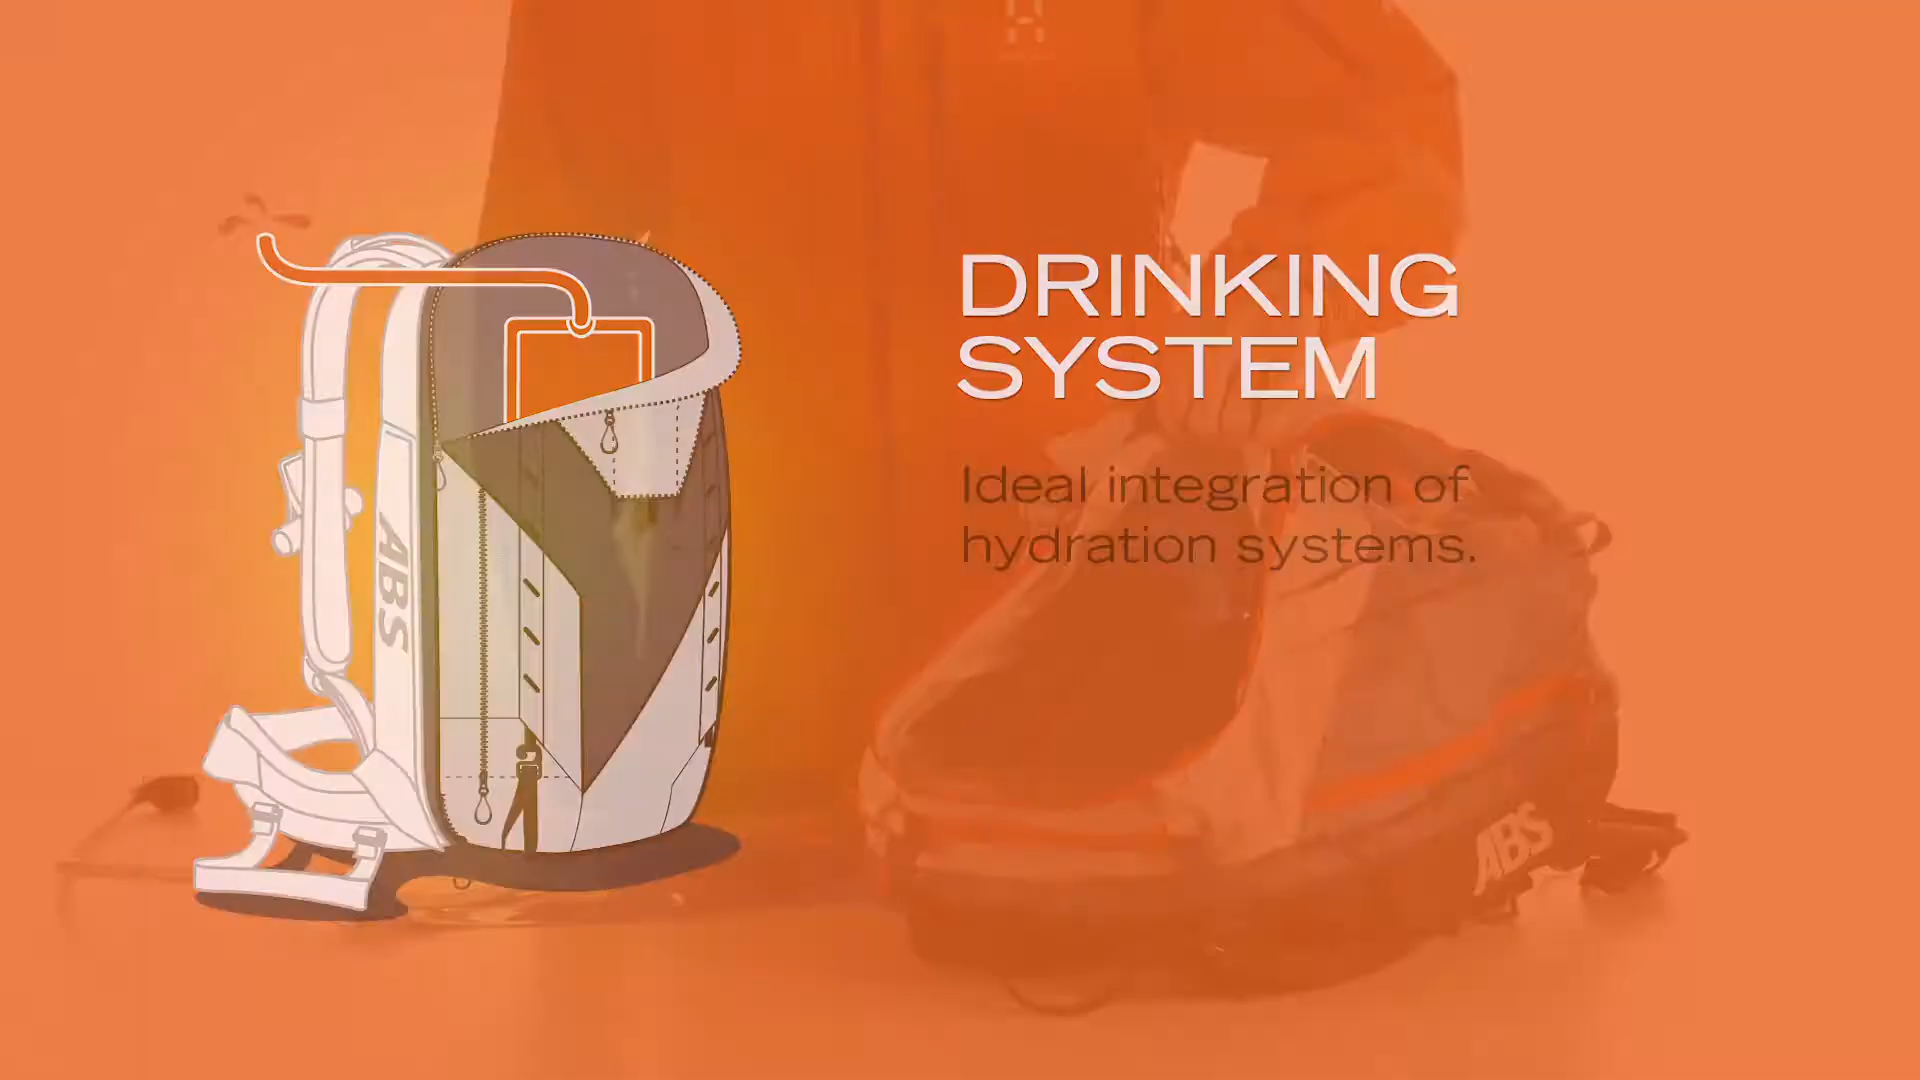 DRINKING
SYSTEM
Ideal integration of
hydration systems.
ABS
ABS